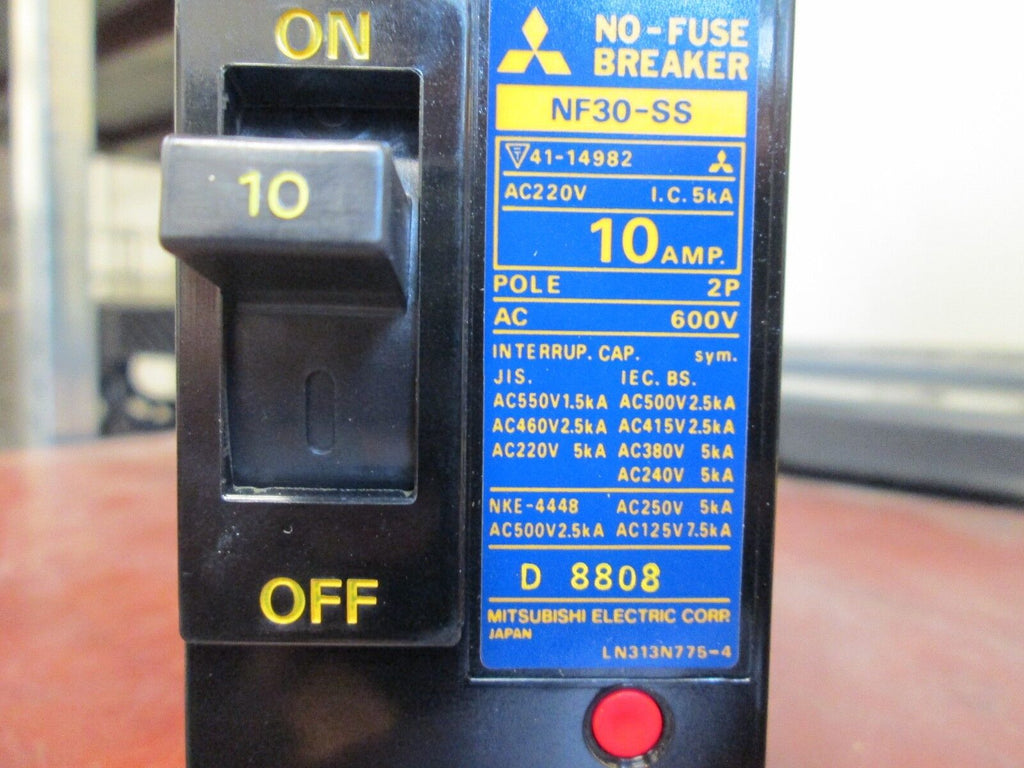 ON
10
OFF
NO-FUSE
BREAKER
NF30-SS
T 41-14982
AC220V I.C. 5kA
10 AMP.
POLE 2P
AC 600V
INTERRUP. CAP. sym.
JIS. IEC. BS.
AC550V 1.5kA AC500V 2.5kA
AC460V 2.5kA AC415V 2.5kA
AC220V 5kA AC380V 5kA
AC240V 5kA
NKE-4448 AC250V 5kA
AC500V 2.5kA AC125V 7.5kA
D 8808
MITSUBISHI ELECTRIC CORP.
JAPAN
LN313N775-4